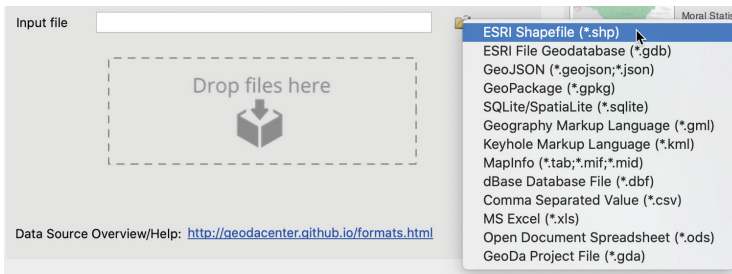 Input file
Moral Statis
Drop files here
Data Source Overview/Help: http://geodacenter.github.io/formats.html
ESRI Shapefile (*.shp)
ESRI File Geodatabase (*.gdb)
GeoJSON (*.geojson;*.json)
GeoPackage (*.gpkg)
SQLite/SpatiaLite (*.sqlite)
Geography Markup Language (*.gml)
Keyhole Markup Language (*.kml)
MapInfo (*.tab;*.mif;*.mid)
dBase Database File (*.dbf)
Comma Separated Value (*.csv)
MS Excel (*.xls)
Open Document Spreadsheet (*.ods)
GeoDa Project File (*.gda)